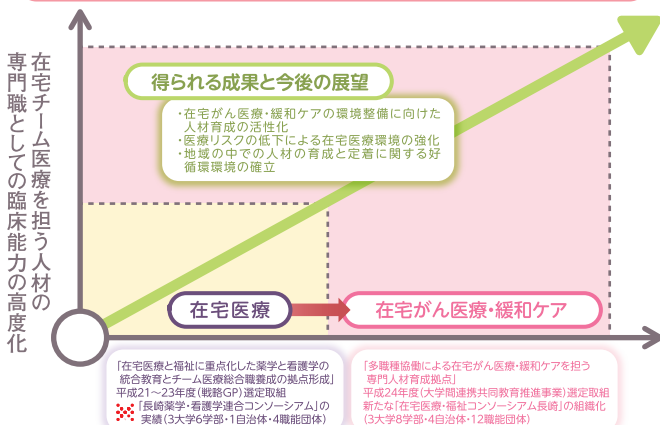 在宅チーム医療を担う人材の
専門職としての臨床能力の高度化
得られる成果と今後の展望
・在宅がん医療・緩和ケアの環境整備に向けた
人材育成の活性化
・医療リスクの低下による在宅医療環境の強化
・地域の中での人材の育成と定着に関する好
循環環境の確立
在宅医療
在宅がん医療・緩和ケア
「在宅医療と福祉に重点化した薬学と看護学の
統合教育とチーム医療総合職養成の拠点形成」
平成21〜23年度(戦略GP)選定取組
「長崎薬学・看護学連合コンソーシアム」の
実績(3大学6学部・1自治体・4職能団体)
「多職種協働による在宅がん医療・緩和ケアを担う
専門人材育成拠点」
平成24年度(大学間連携共同教育推進事業)選定取組
新たな「在宅医療・福祉コンソーシアム長崎」の組織化
(3大学8学部・4自治体・12職能団体)